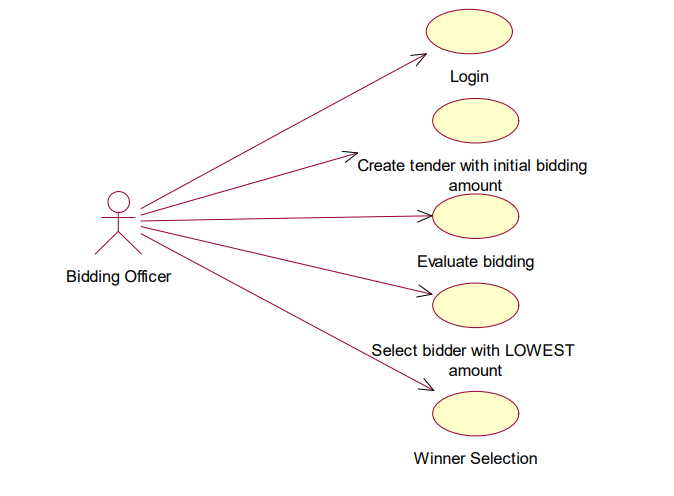 Login
Create tender with initial bidding
amount
Bidding Officer
Evaluate bidding
Select bidder with LOWEST
amount
Winner Selection